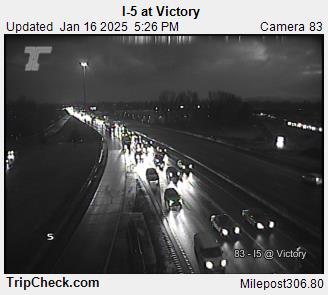 I-5 at Victory
Updated  Jan 16 2025  5:26 PM
Camera 83
T
S
83 - I5 @ Victory
TripCheck.com
Milepost306.80